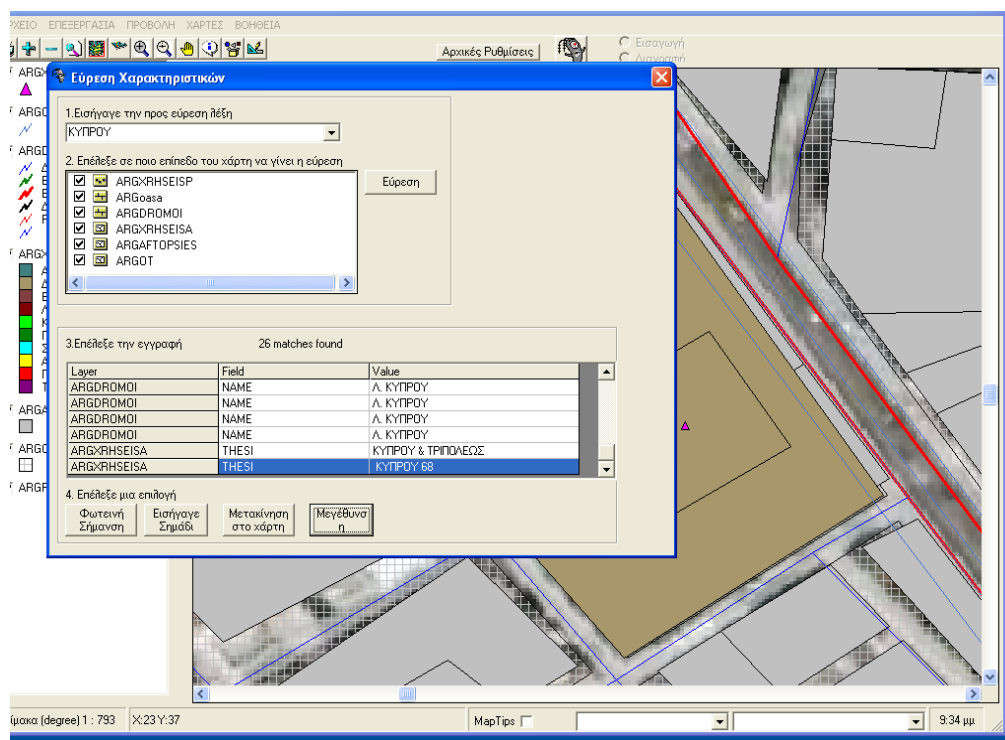 ΕΠΕΞΕΡΓΑΣΙΑ ΠΡΟΒΟΛΗ ΧΑΡΤΕΣ ΒΟΗΘΕΙΑ
Αρχικές Ρυθμίσεις
Εισαγωγή
Διαγραφή
Εύρεση Χαρακτηριστικών
1.Εισήγαγε την προς εύρεση λέξη
ΚΥΠΡΟΥ
2. Επέλεξε σε ποιο επίπεδο του χάρτη να γίνει η εύρεση
ARGXRHSEISP
Εύρεση
ARGoasa
ARGDROMOI
ARGXRHSEISA
ARGAFTOPSIES
ARGOT
3.Επέλεξε την εγγραφή 26 matches found
Layer Field Value
ARGDROMOI NAME Λ. ΚΥΠΡΟΥ
ARGDROMOI NAME Λ. ΚΥΠΡΟΥ
ARGDROMOI NAME Λ. ΚΥΠΡΟΥ
ARGDROMOI NAME Λ. ΚΥΠΡΟΥ
ARGXRHSEISA THESI ΚΥΠΡΟΥ & ΤΡΙΠΟΛΕΩΣ
ARGXRHSEISA THESI ΚΥΠΡΟΥ 68
4. Επέλεξε μια επιλογή
Φωτεινή Σήμανση
Εισήγαγε Σημάδι
Μετακίνηση στο χάρτη
Μεγέθυνσ η
(degree) 1 : 793 X:23 Y:37 MapTips 9:34 μμ